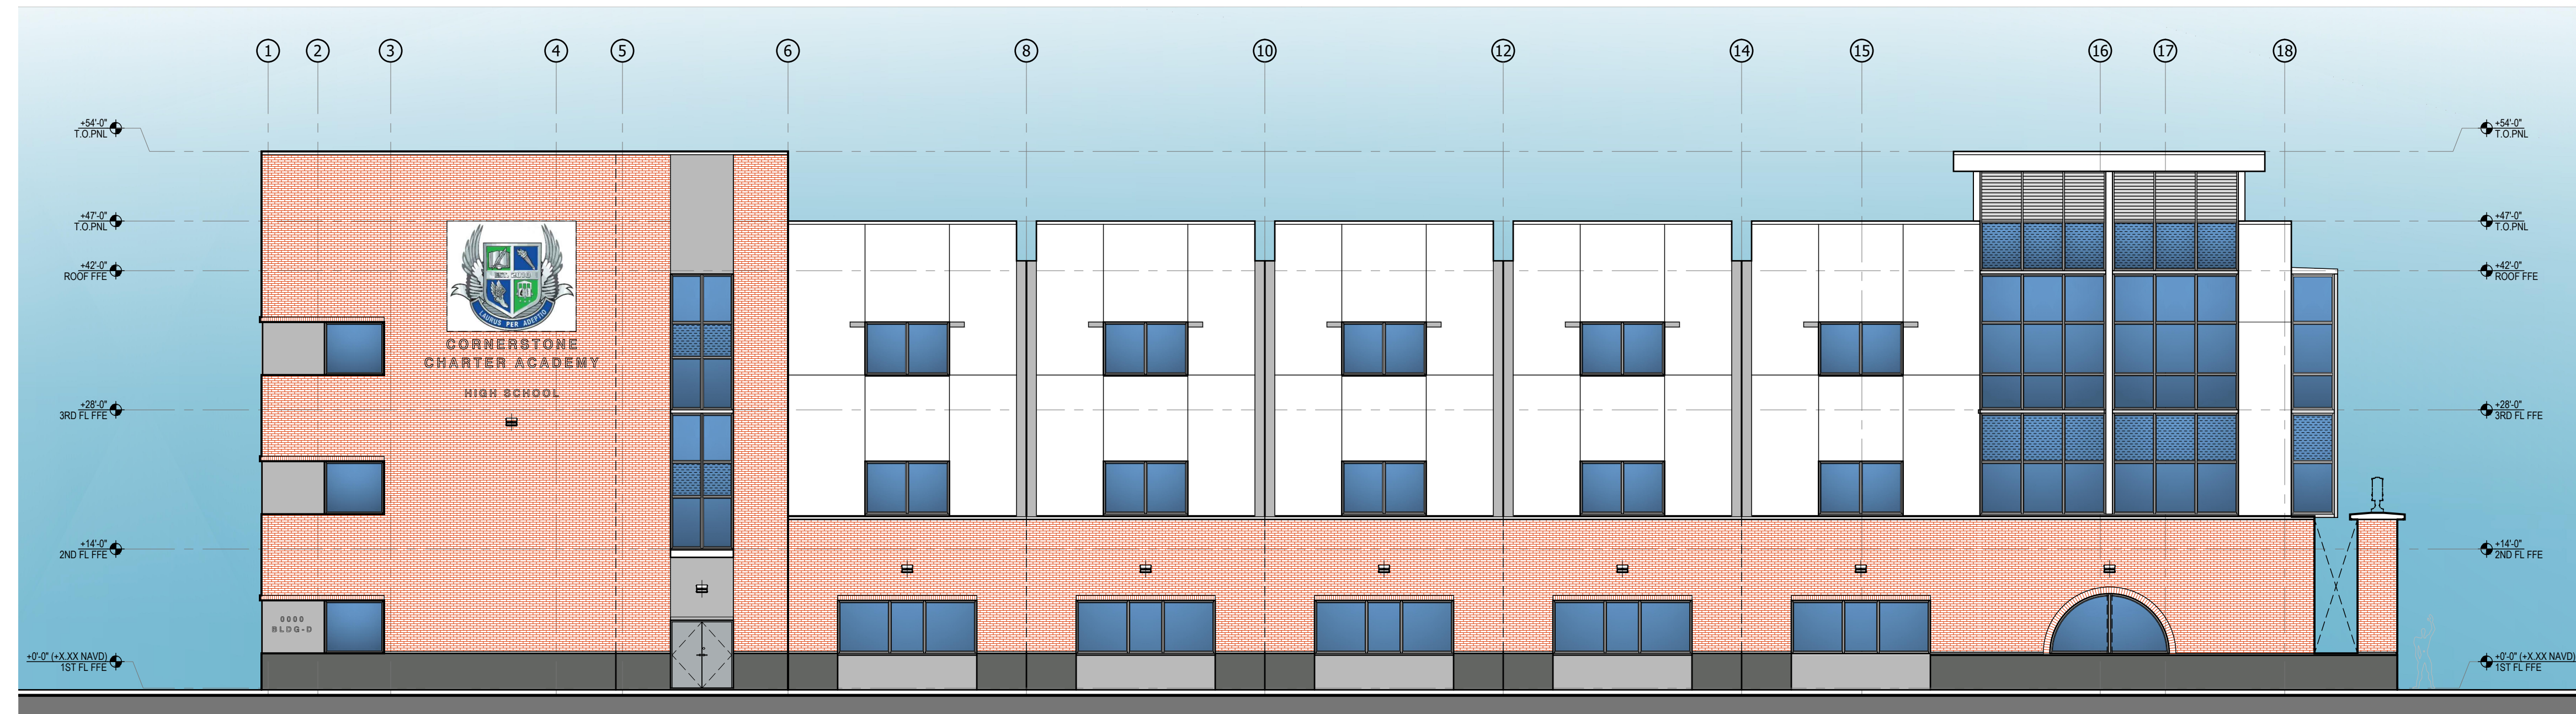 1 2 3 4 5 6 8 10 12 14 15 16 17 18
+54'-0"
T.O.PNL
+47'-0"
T.O.PNL
+42'-0"
ROOF FFE
+28'-0"
3RD FL FFE
+14'-0"
2ND FL FFE
+0'-0" (+X.XX NAVD)
1ST FL FFE
LAURUS PER ADEPTIO
CORNERSTONE
CHARTER ACADEMY
HIGH SCHOOL
0000
BLDG-D
+54'-0"
T.O.PNL
+47'-0"
T.O.PNL
+42'-0"
ROOF FFE
+28'-0"
3RD FL FFE
+14'-0"
2ND FL FFE
+0'-0" (+X.XX NAVD)
1ST FL FFE